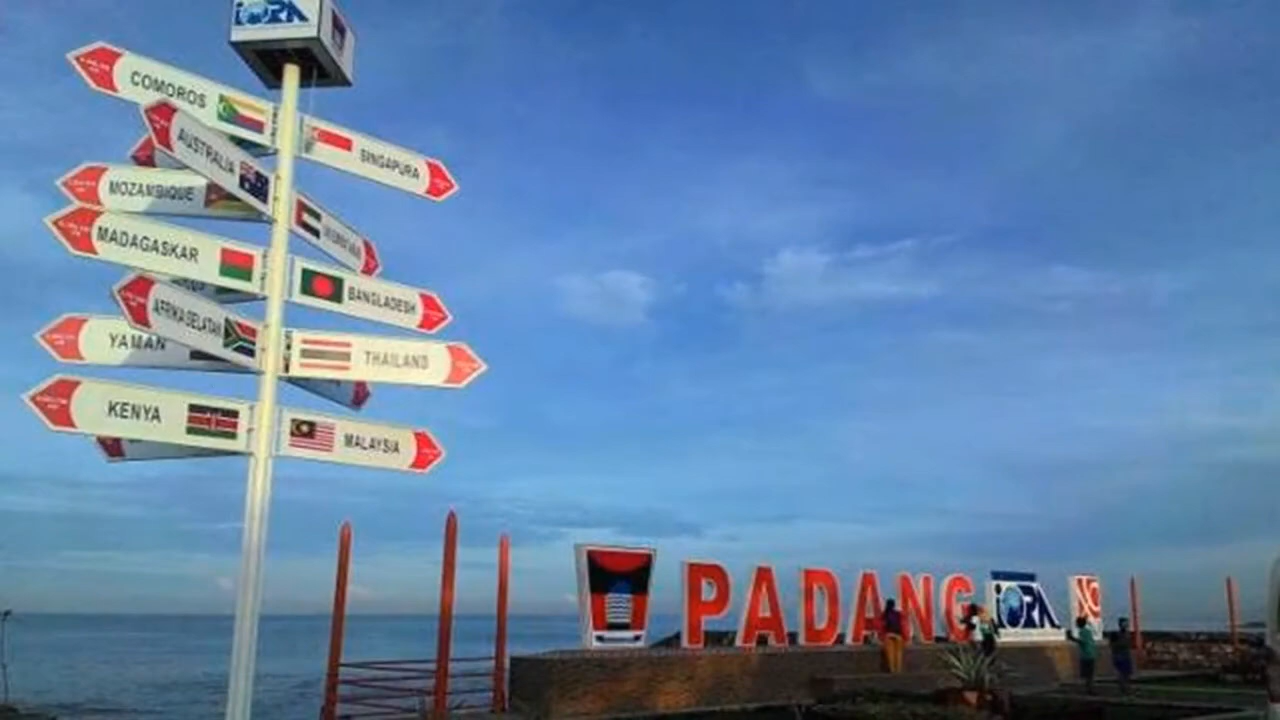 iORA
COMOROS
SINGAPURA
AUSTRALIA
MOZAMBIQUE
MADAGASKAR
BANGLADESH
AFRIKA SELATAN
YAMAN
THAILAND
KENYA
MALAYSIA
PADANG
iORA